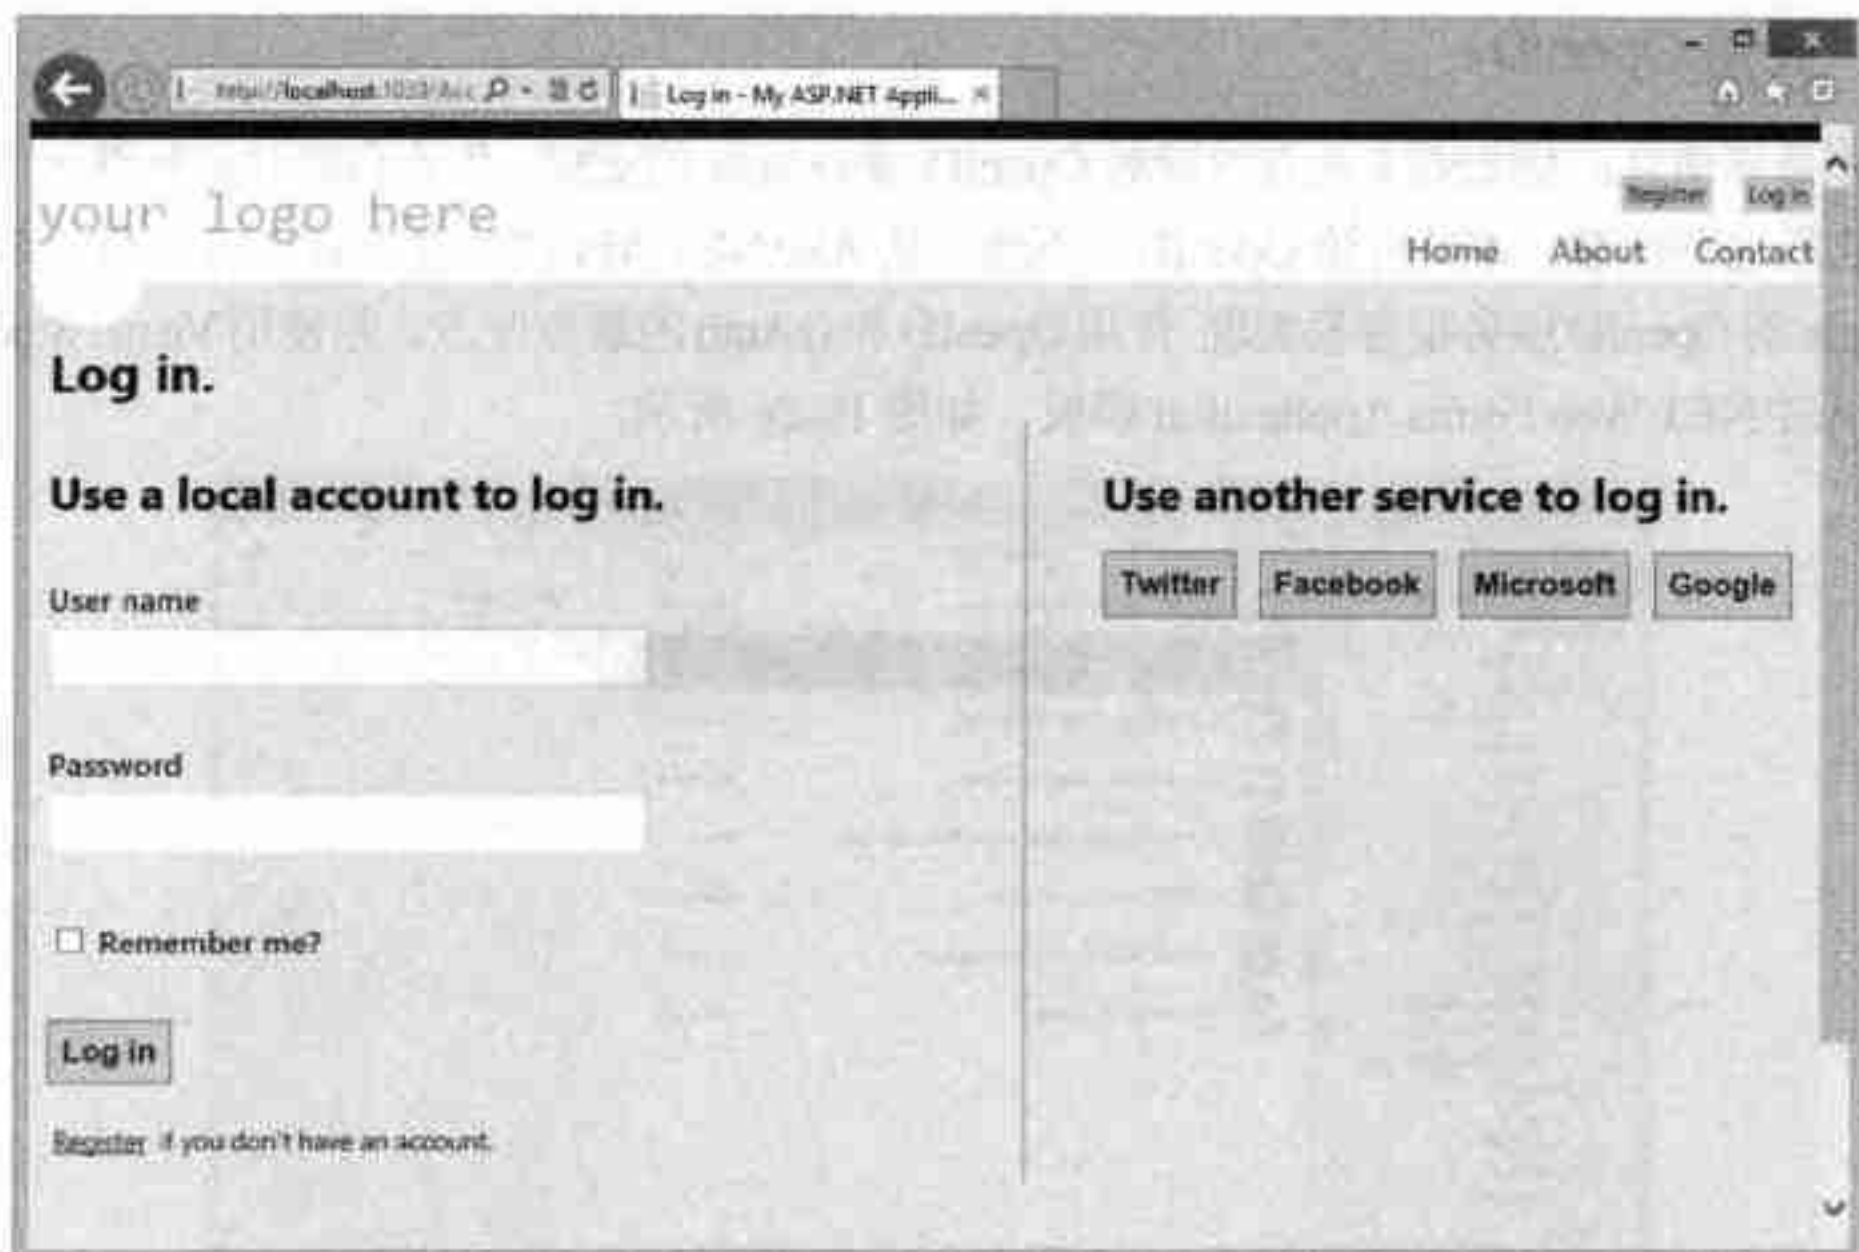 localhost
Log in - My ASP.NET Appli...
your logo here
Register Log in
Home About Contact
Log in.
Use a local account to log in.
Use another service to log in.
Twitter Facebook Microsoft Google
User name
Password
Remember me?
Log in
Register if you don't have an account.